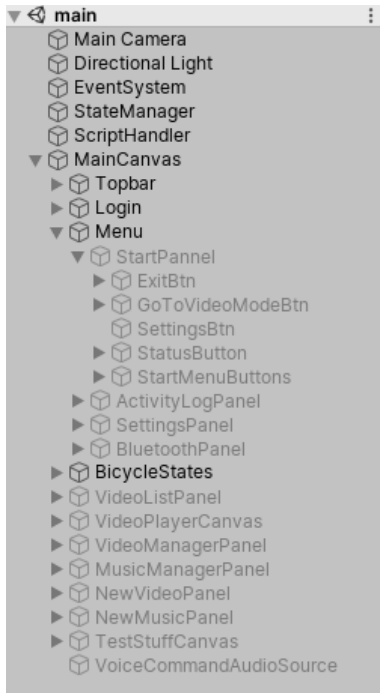 main
Main Camera
Directional Light
EventSystem
StateManager
ScriptHandler
MainCanvas
Topbar
Login
Menu
StartPannel
ExitBtn
GoToVideoModeBtn
SettingsBtn
StatusButton
StartMenuButtons
ActivityLogPanel
SettingsPanel
BluetoothPanel
BicycleStates
VideoListPanel
VideoPlayerCanvas
VideoManagerPanel
MusicManagerPanel
NewVideoPanel
NewMusicPanel
TestStuffCanvas
VoiceCommandAudioSource